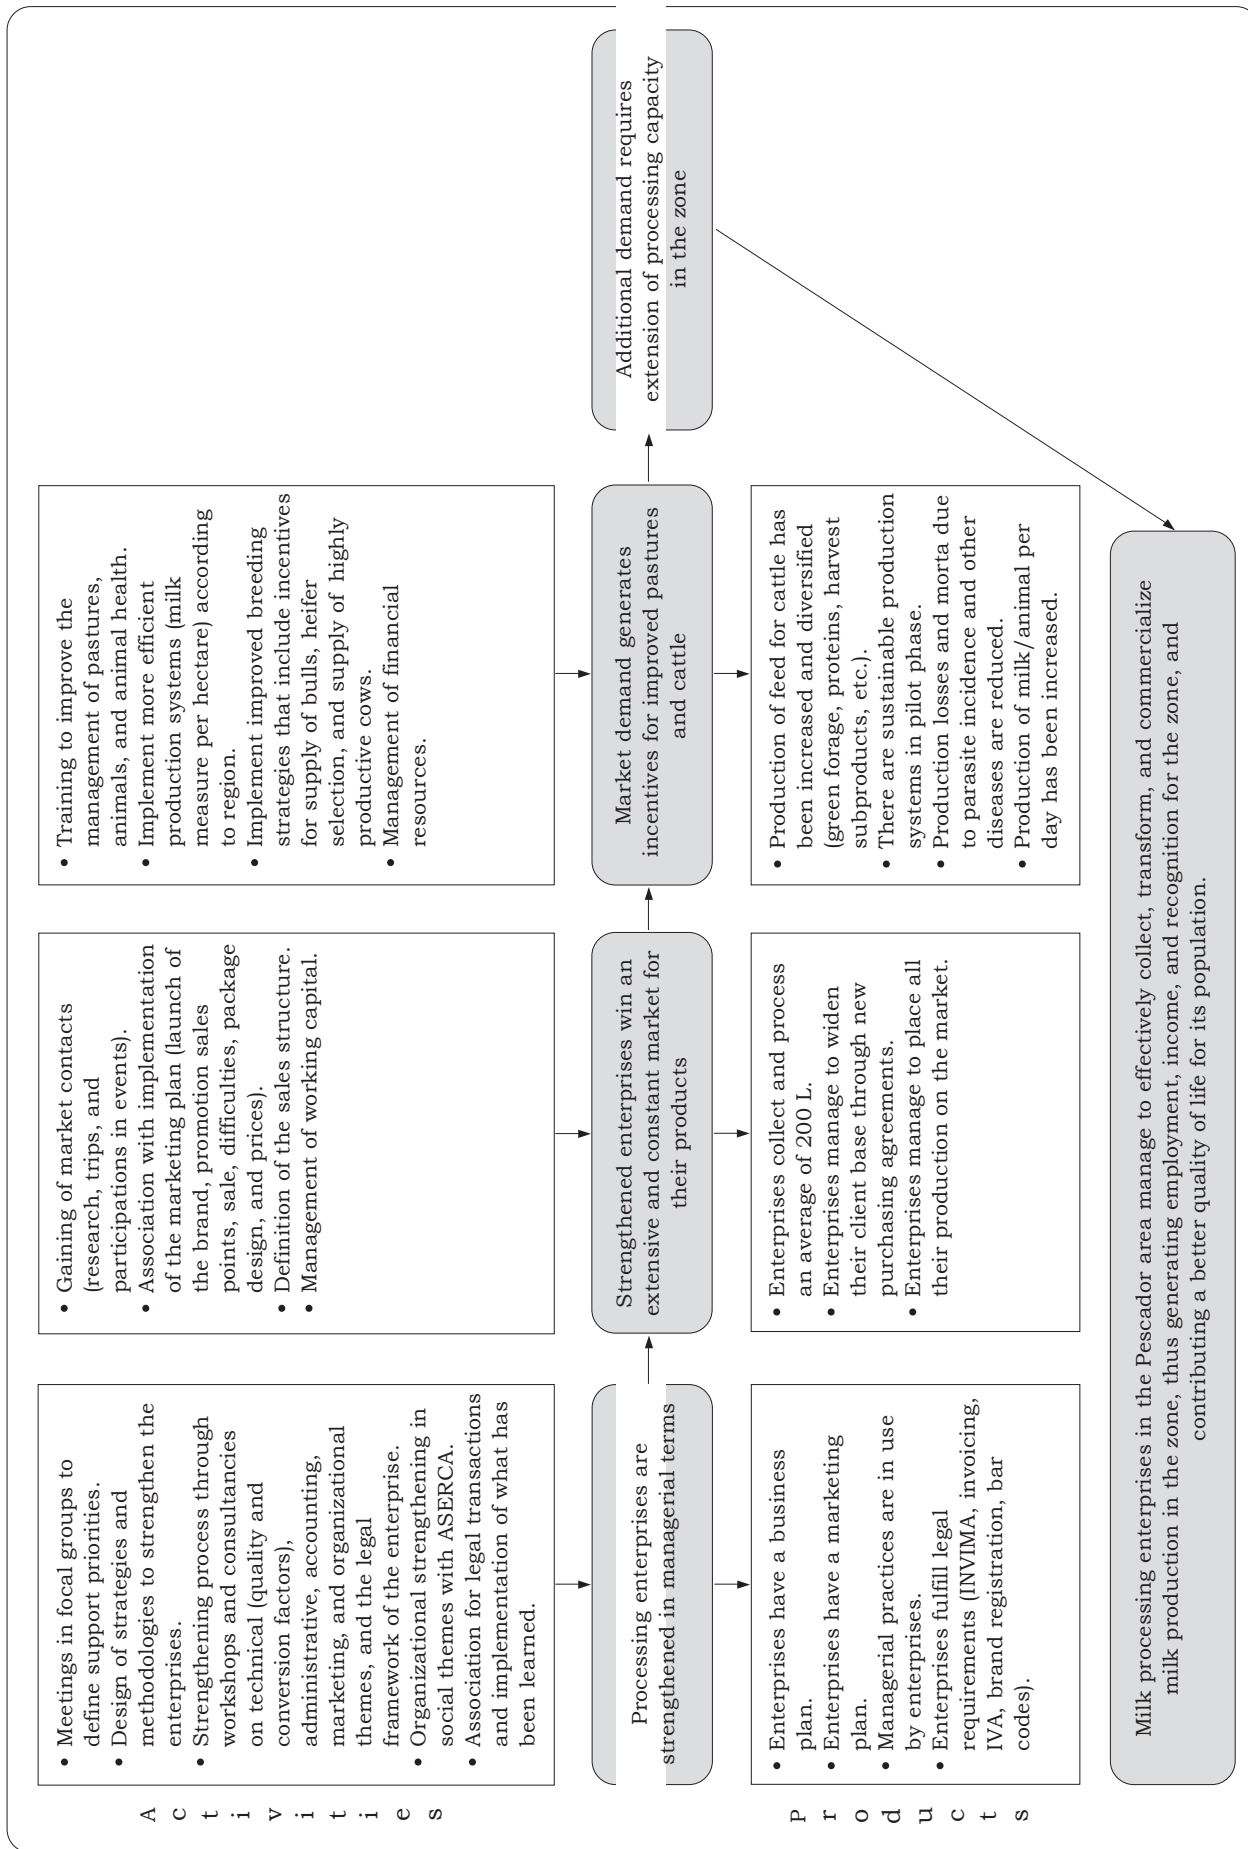 Activities
• Meetings in focal groups to
define support priorities.
• Design of strategies and
methodologies to strengthen the
enterprises.
• Strengthening process through
workshops and consultancies
on technical (quality and
conversion factors),
administrative, accounting,
marketing, and organizational
themes, and the legal
framework of the enterprise.
• Organizational strengthening in
social themes with ASERCA.
• Association for legal transactions
and implementation of what has
been learned.
• Gaining of market contacts
(research, trips, and
participations in events).
• Association with implementation
of the marketing plan (launch of
the brand, promotion sales
points, sale, difficulties, package
design, and prices).
• Definition of the sales structure.
• Management of working capital.
• Training to improve the
management of pastures,
animals, and animal health.
• Implement more efficient
production systems (milk
measure per hectare) according
to region.
• Implement improved breeding
strategies that include incentives
for supply of bulls, heifer
selection, and supply of highly
productive cows.
• Management of financial
resources.
Processing enterprises are
strengthened in managerial terms
Strengthened enterprises win an
extensive and constant market for
their products
Market demand generates
incentives for improved pastures
and cattle
Additional demand requires
extension of processing capacity
in the zone
Products
• Enterprises have a business
plan.
• Enterprises have a marketing
plan.
• Managerial practices are in use
by enterprises.
• Enterprises fulfill legal
requirements (INVIMA, invoicing,
IVA, brand registration, bar
codes).
• Enterprises collect and process
an average of 200 L.
• Enterprises manage to widen
their client base through new
purchasing agreements.
• Enterprises manage to place all
their production on the market.
• Production of feed for cattle has
been increased and diversified
(green forage, proteins, harvest
subproducts, etc.).
• There are sustainable production
systems in pilot phase.
• Production losses and morta due
to parasite incidence and other
diseases are reduced.
• Production of milk/animal per
day has been increased.
Milk processing enterprises in the Pescador area manage to effectively collect, transform, and commercialize
milk production in the zone, thus generating employment, income, and recognition for the zone, and
contributing a better quality of life for its population.